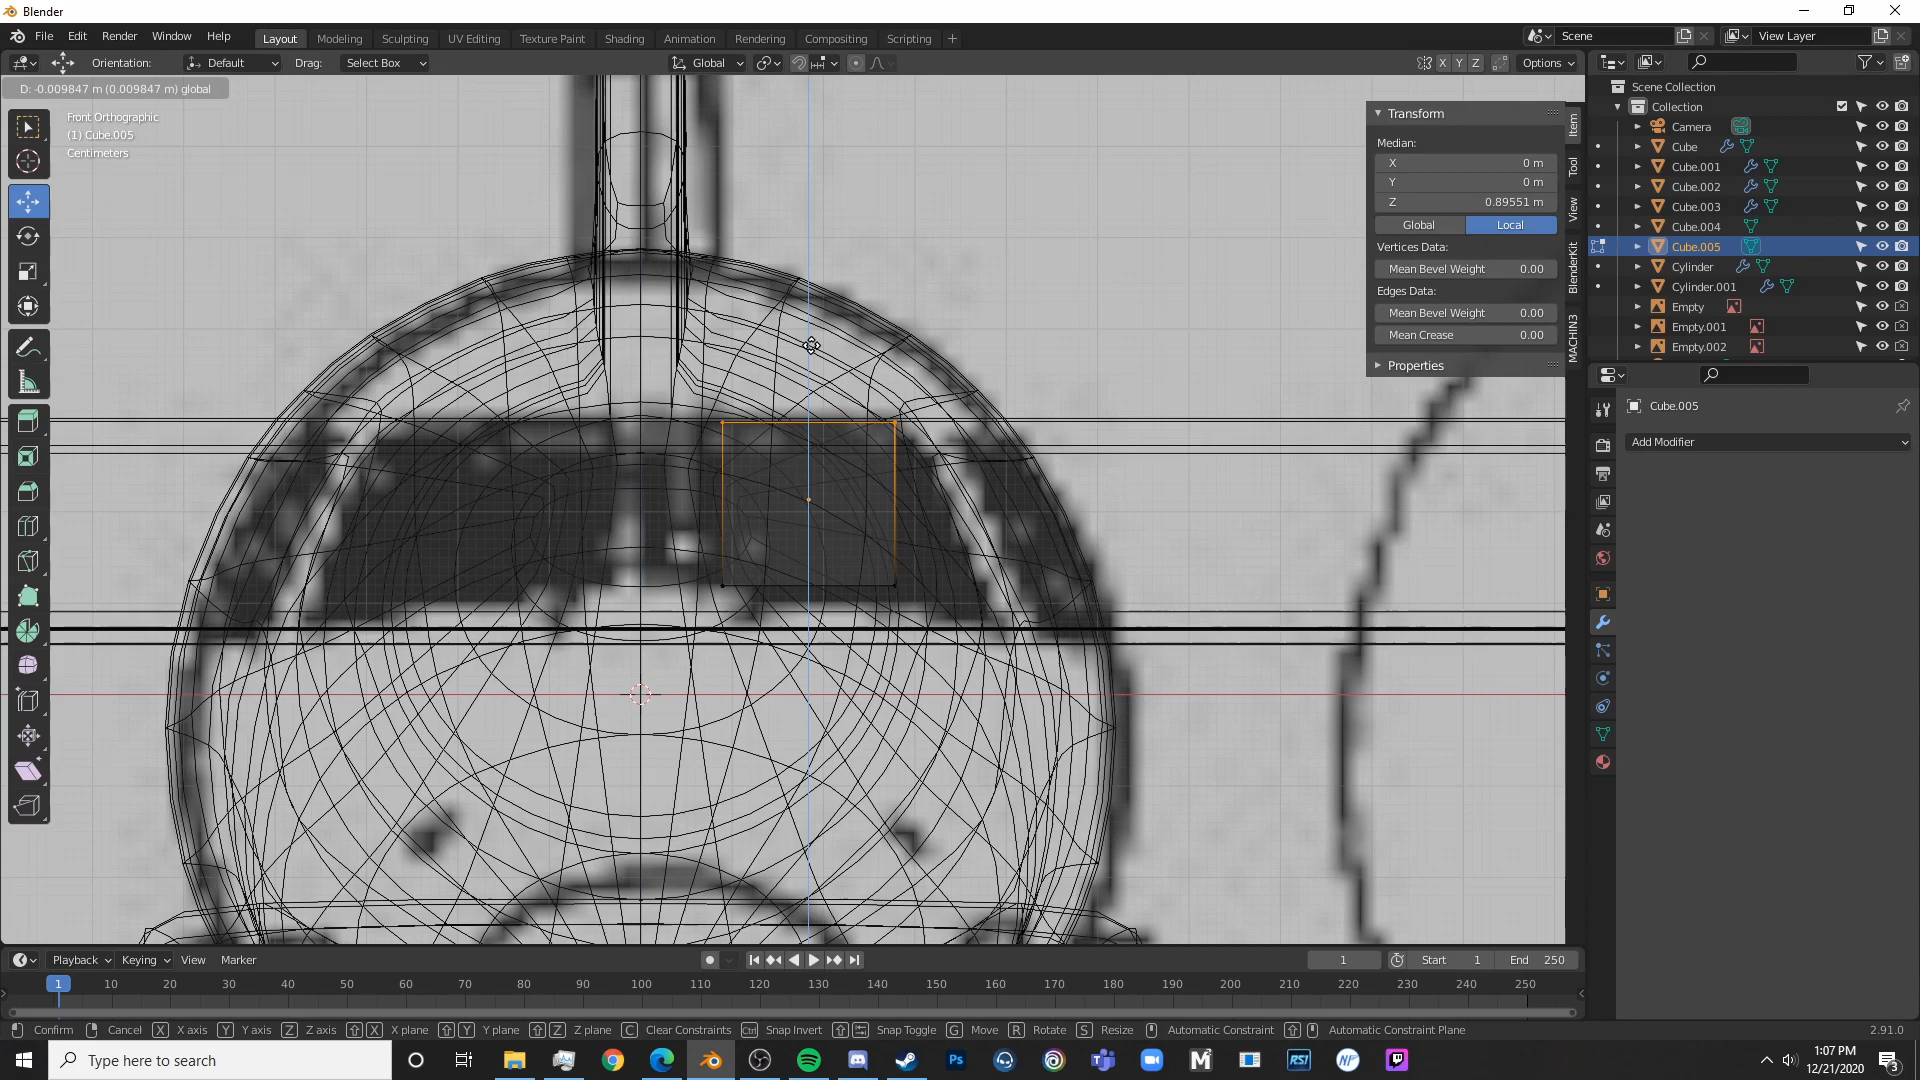 Blender
File Edit Render Window Help
Layout Modeling Sculpting UV Editing Texture Paint Shading Animation Rendering Compositing Scripting +
Scene
View Layer
Orientation: Default Drag: Select Box
Global
X Y Z Options
D: -0.009847 m (0.009847 m) global
Front Orthographic
(1) Cube.005
Centimeters
Transform
Median:
X 0 m
Y 0 m
Z 0.89551 m
Global Local
Vertices Data:
Mean Bevel Weight 0.00
Edges Data:
Mean Bevel Weight 0.00
Mean Crease 0.00
Properties
Item
Tool
View
BlenderKit
MACHIN3
Scene Collection
Collection
Camera
Cube
Cube.001
Cube.002
Cube.003
Cube.004
Cube.005
Cylinder
Cylinder.001
Empty
Empty.001
Empty.002
Cube.005
Add Modifier
Playback Keying View Marker
1 Start 1 End 250
1 10 20 30 40 50 60 70 80 90 100 110 120 130 140 150 160 170 180 190 200 210 220 230 240 250
Confirm Cancel X X axis Y Y axis Z Z axis X X plane Y Y plane Z Z plane C Clear Constraints Ctrl Snap Invert Snap Toggle G Move R Rotate S Resize Automatic Constraint Automatic Constraint Plane 2.91.0
Type here to search
Ps
RSI
NP
1:07 PM
12/21/2020
3